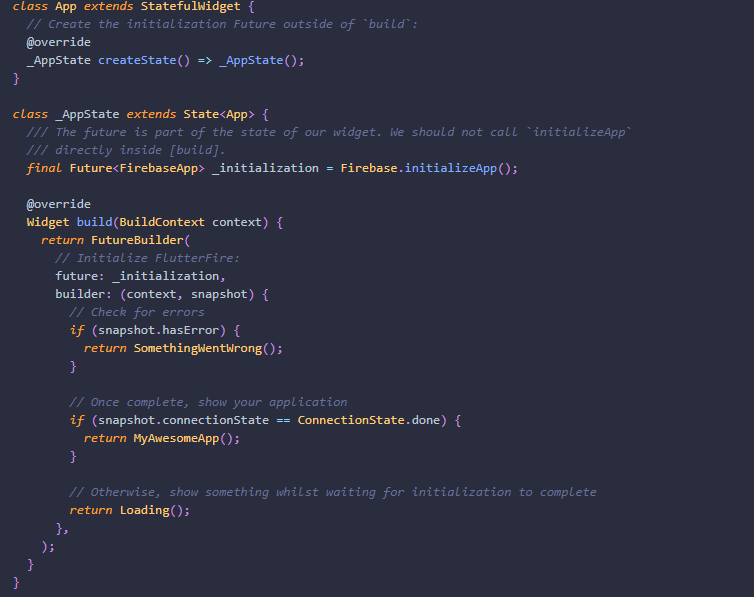 class App extends StatefulWidget {
  // Create the initialization Future outside of `build`:
  @override
  _AppState createState() => _AppState();
}

class _AppState extends State<App> {
  /// The future is part of the state of our widget. We should not call `initializeApp`
  /// directly inside [build].
  final Future<FirebaseApp> _initialization = Firebase.initializeApp();

  @override
  Widget build(BuildContext context) {
    return FutureBuilder(
      // Initialize FlutterFire:
      future: _initialization,
      builder: (context, snapshot) {
        // Check for errors
        if (snapshot.hasError) {
          return SomethingWentWrong();
        }

        // Once complete, show your application
        if (snapshot.connectionState == ConnectionState.done) {
          return MyAwesomeApp();
        }

        // Otherwise, show something whilst waiting for initialization to complete
        return Loading();
      },
    );
  }
}